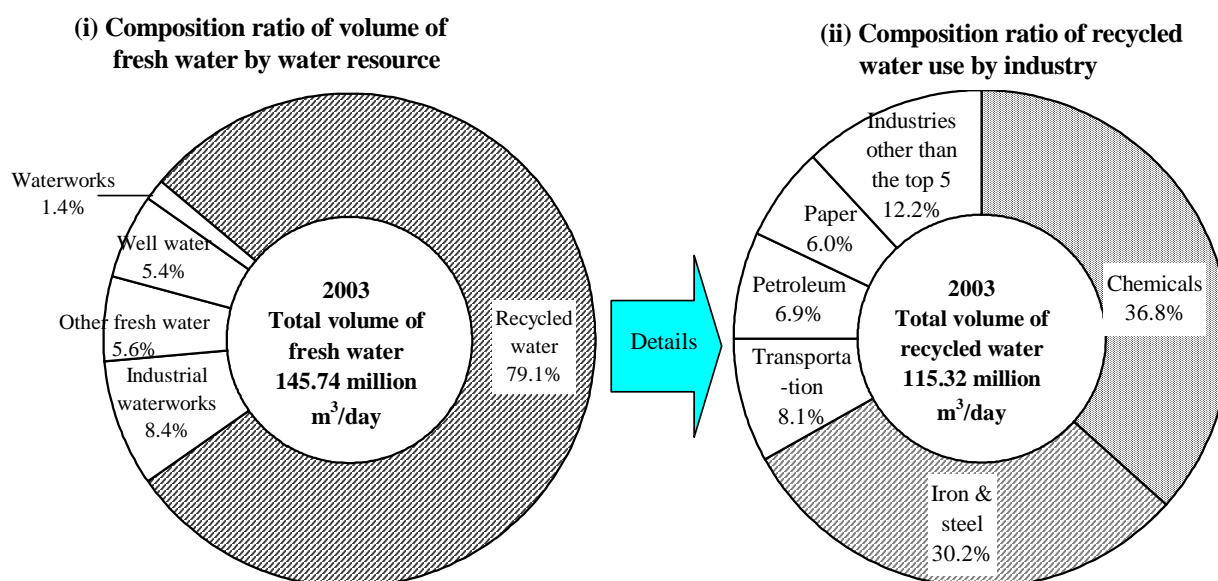 (i) Composition ratio of volume of
fresh water by water resource
Waterworks
1.4%
Well water
5.4%
Other fresh water
5.6%
Industrial
waterworks
8.4%
2003
Total volume of
fresh water
145.74 million
m³/day
Recycled
water
79.1%
Details
(ii) Composition ratio of recycled
water use by industry
Industries
other than
the top 5
12.2%
Paper
6.0%
Petroleum
6.9%
Transporta
-tion
8.1%
2003
Total volume of
recycled water
115.32 million
m³/day
Chemicals
36.8%
Iron &
steel
30.2%